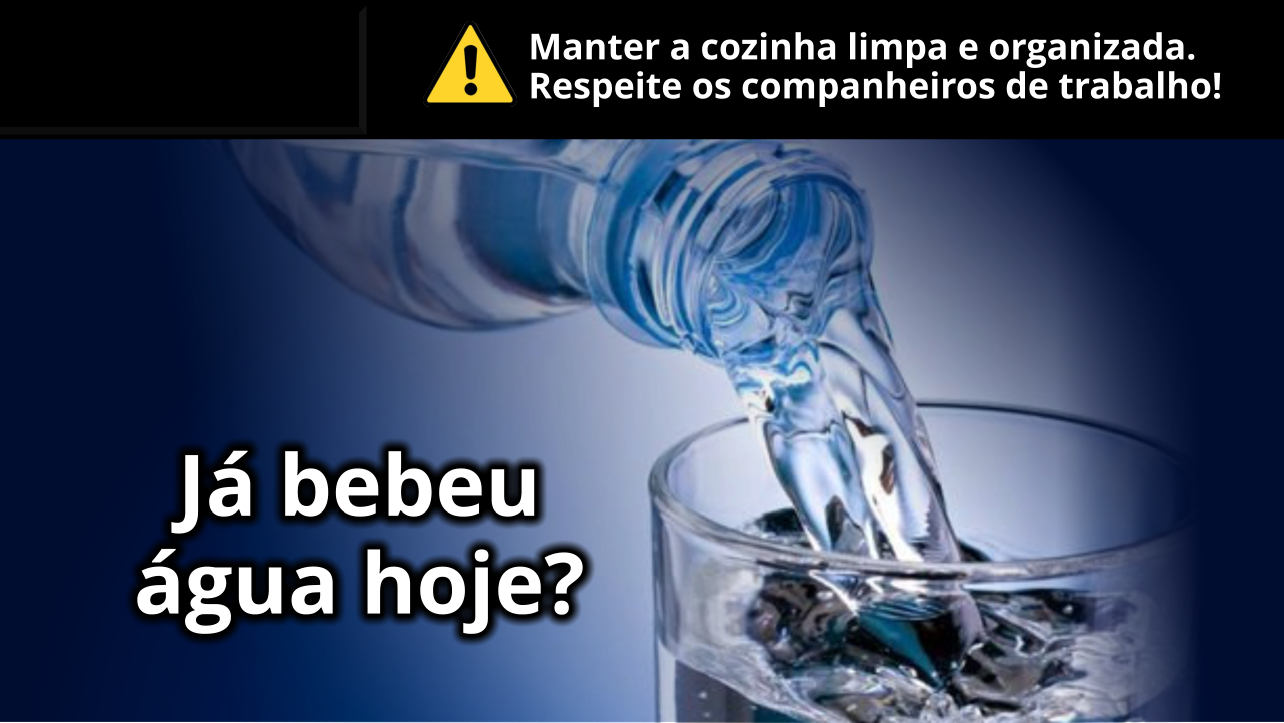 Manter a cozinha limpa e organizada.
Respeite os companheiros de trabalho!
Já bebeu
água hoje?